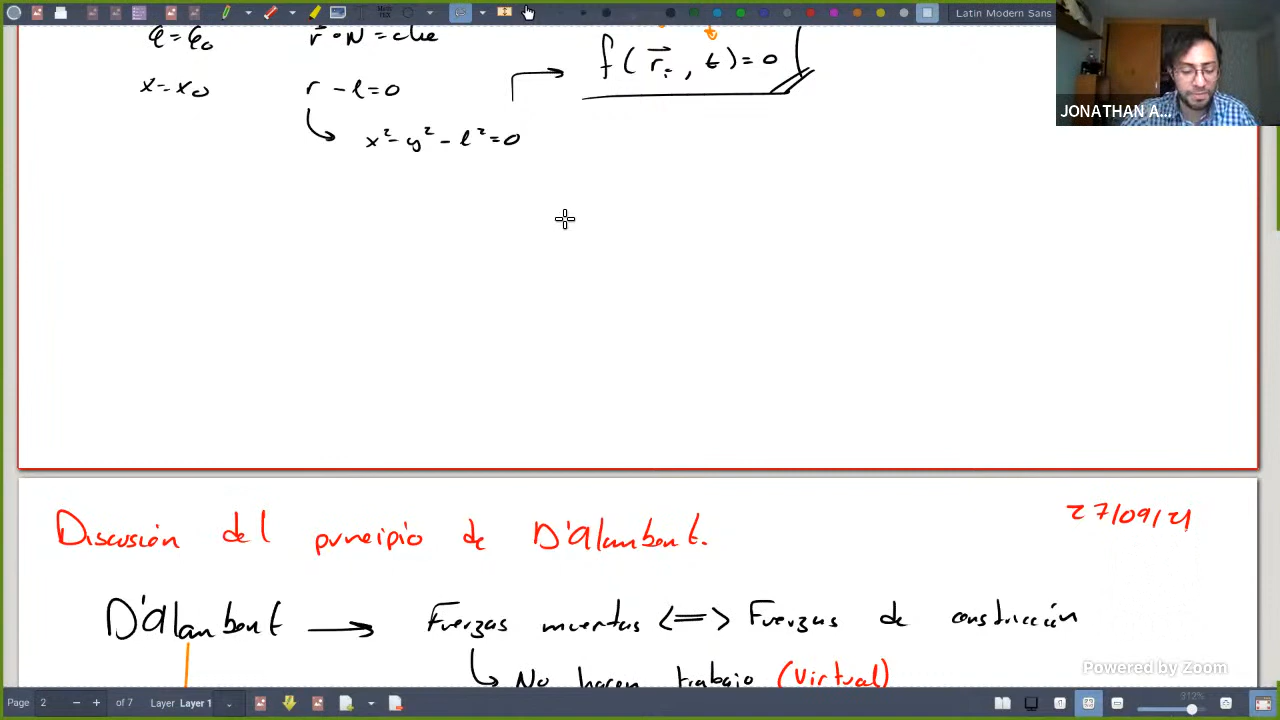 Latin Modern Sans
φ = φ₀
r⃗ • N = cte
f( r⃗ᵢ , t ) = 0
x = x₀
r - l = 0
x² - y² - l² = 0
JONATHAN A...
Discusión del principio de D'Alambert.
27/09/21
D'Alambert → Fuerzas muertas <=> Fuerzas de constricción
No hacen trabajo (Virtual)
Powered by Zoom
Page 2 of 7 Layer Layer 1
312%